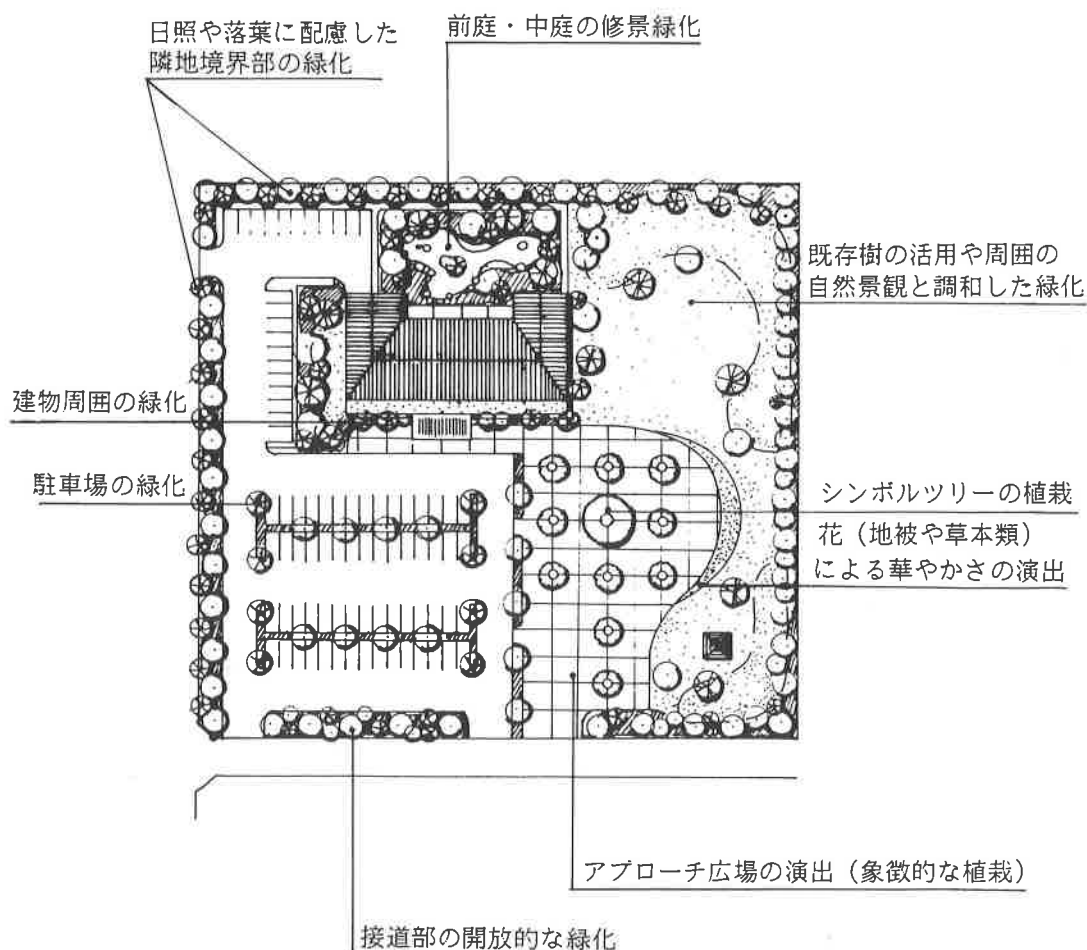 日照や落葉に配慮した
隣地境界部の緑化
前庭・中庭の修景緑化
既存樹の活用や周囲の
自然景観と調和した緑化
建物周囲の緑化
駐車場の緑化
シンボルツリーの植栽
花（地被や草本類）
による華やかさの演出
アプローチ広場の演出（象徴的な植栽）
接道部の開放的な緑化